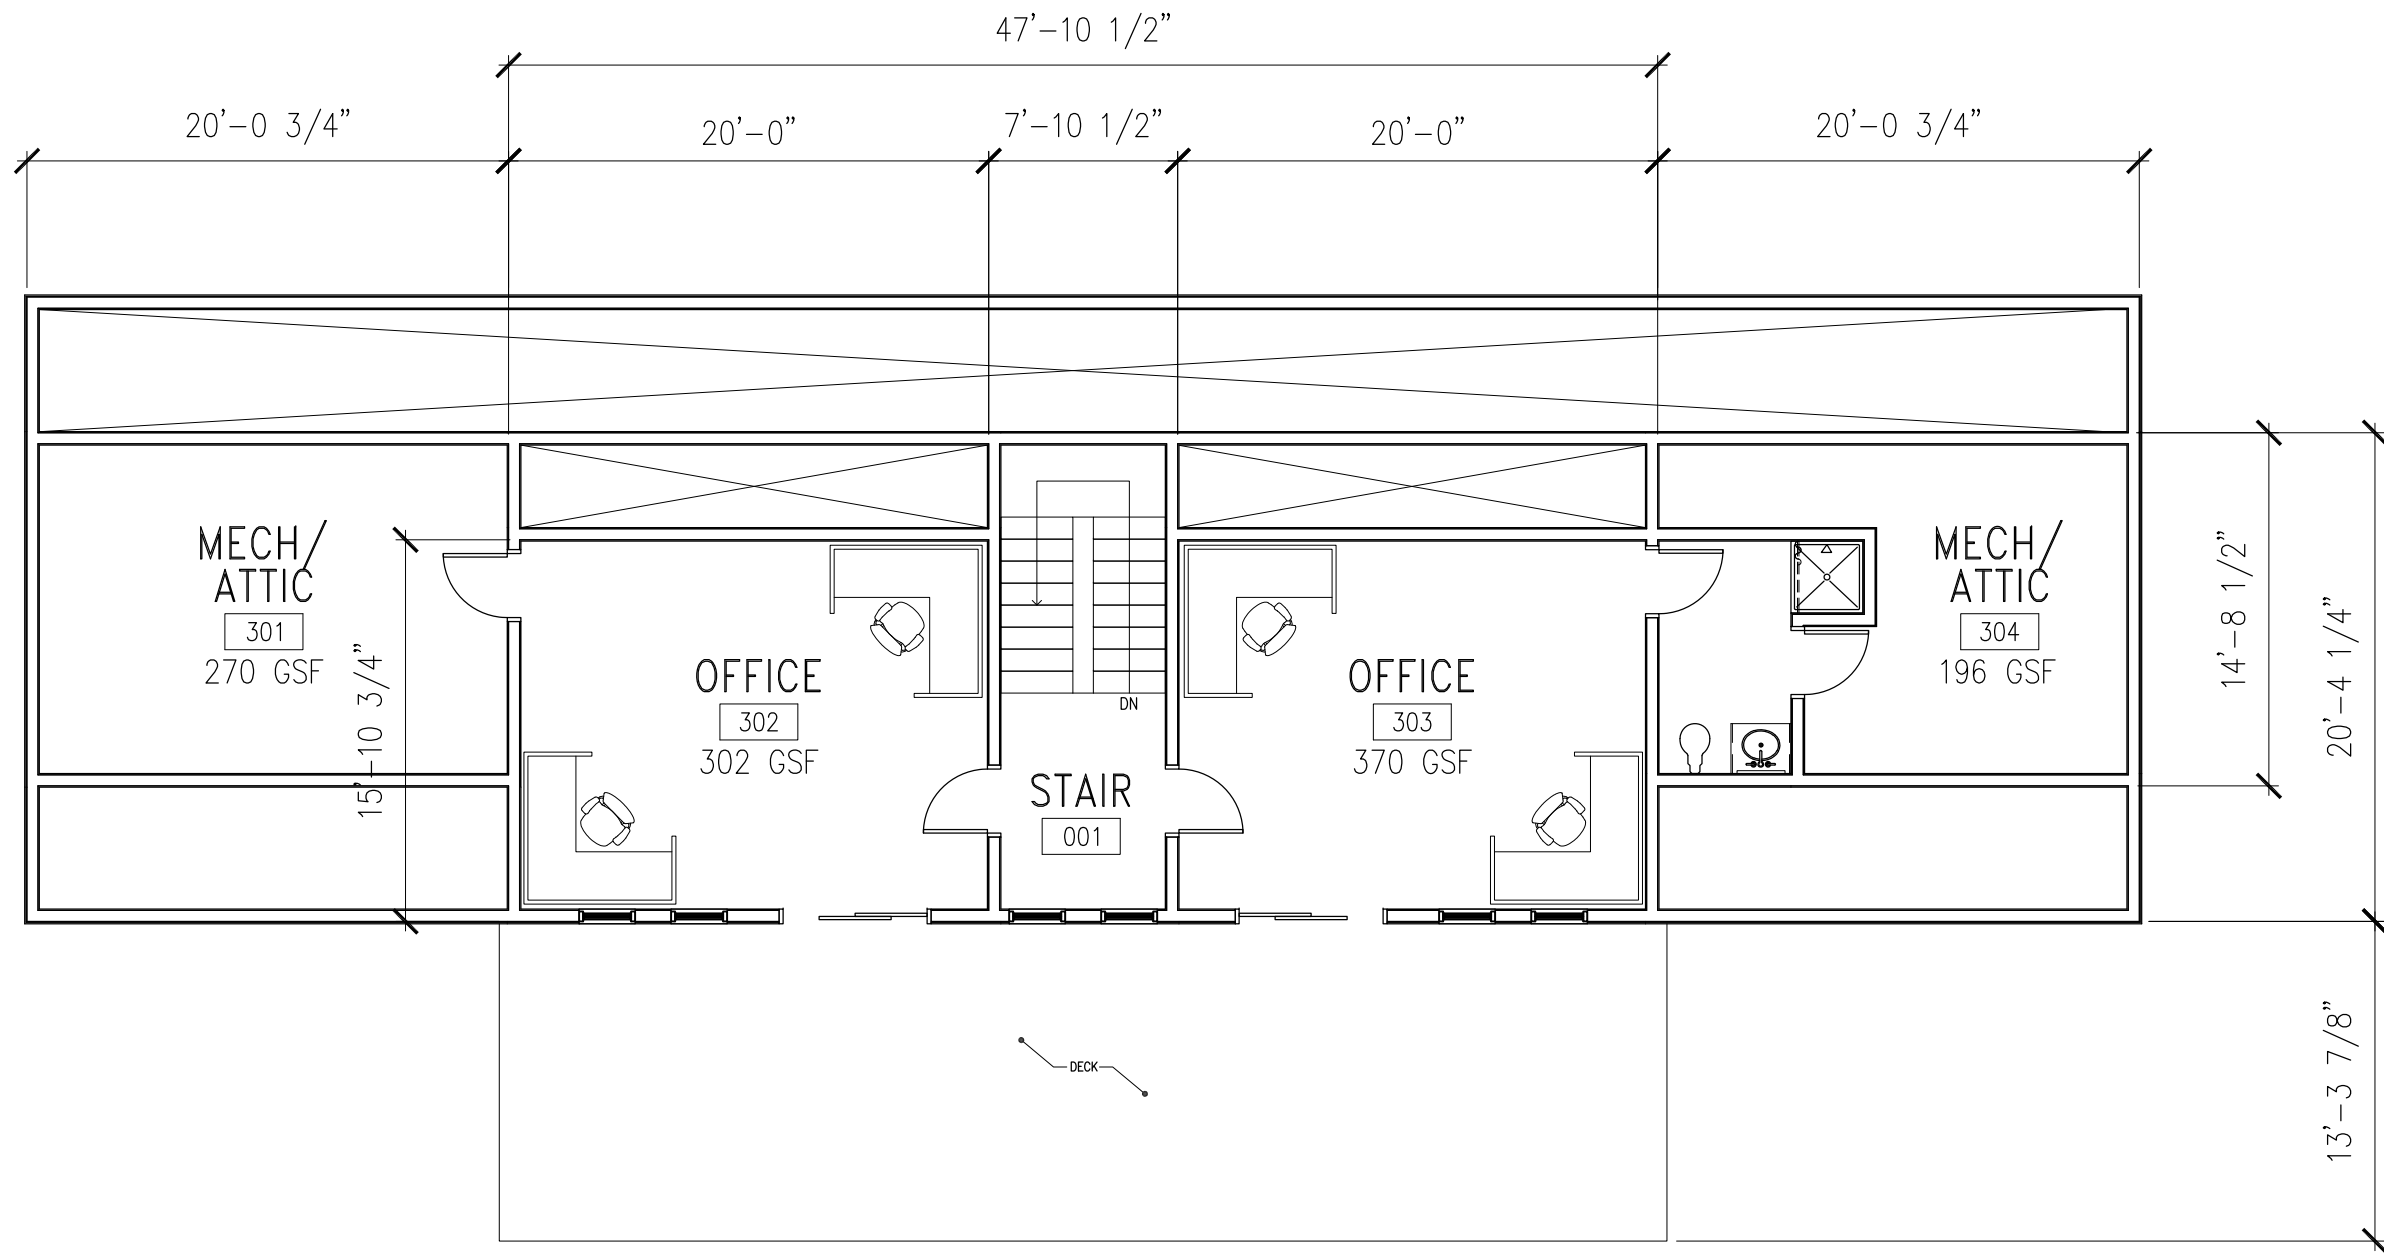 47'-10 1/2"
20'-0 3/4"
20'-0"
7'-10 1/2"
20'-0"
20'-0 3/4"
MECH/
ATTIC
301
270 GSF
15'-10 3/4"
OFFICE
302
302 GSF
DN
STAIR
001
OFFICE
303
370 GSF
MECH/
ATTIC
304
196 GSF
14'-8 1/2"
20'-4 1/4"
DECK
13'-3 7/8"